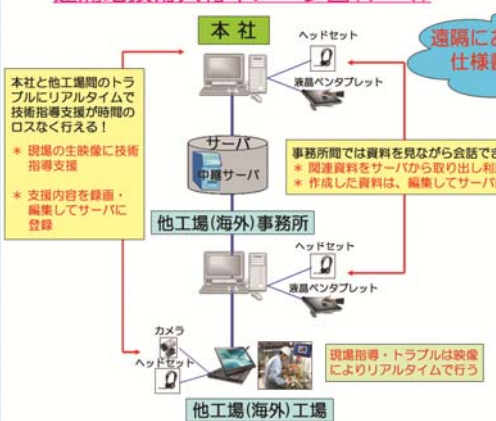 本社
ヘッドセット
液晶ペンタブレット
遠隔にお
仕様
本社と他工場間のトラ
ブルにリアルタイムで
技術指導支援が時間の
ロスなく行える！
＊ 現場の生映像に技術
指導支援
＊ 支援内容を録画・
編集してサーバに
登録
サーバ
中継サーバ
事務所間では資料を見ながら会話でき
＊ 関連資料をサーバから取り出し利
＊ 作成した資料は、編集してサーバ
他工場(海外)事務所
ヘッドセット
液晶ペンタブレット
カメラ
ヘッドセット
現場指導・トラブルは映像
によりリアルタイムで行う
他工場(海外)工場